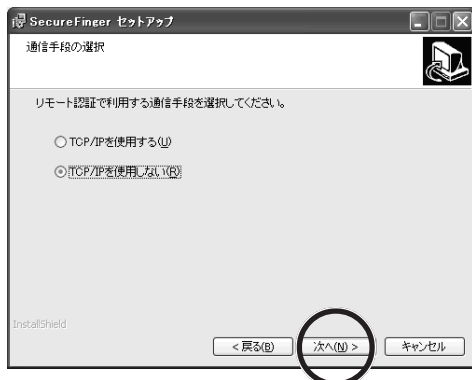 SecureFinger セットアップ
通信手段の選択
リモート認証で利用する通信手段を選択してください。
TCP/IPを使用する(U)
TCP/IPを使用しない(R)
InstallShield
< 戻る(B) 次へ(N) > キャンセル